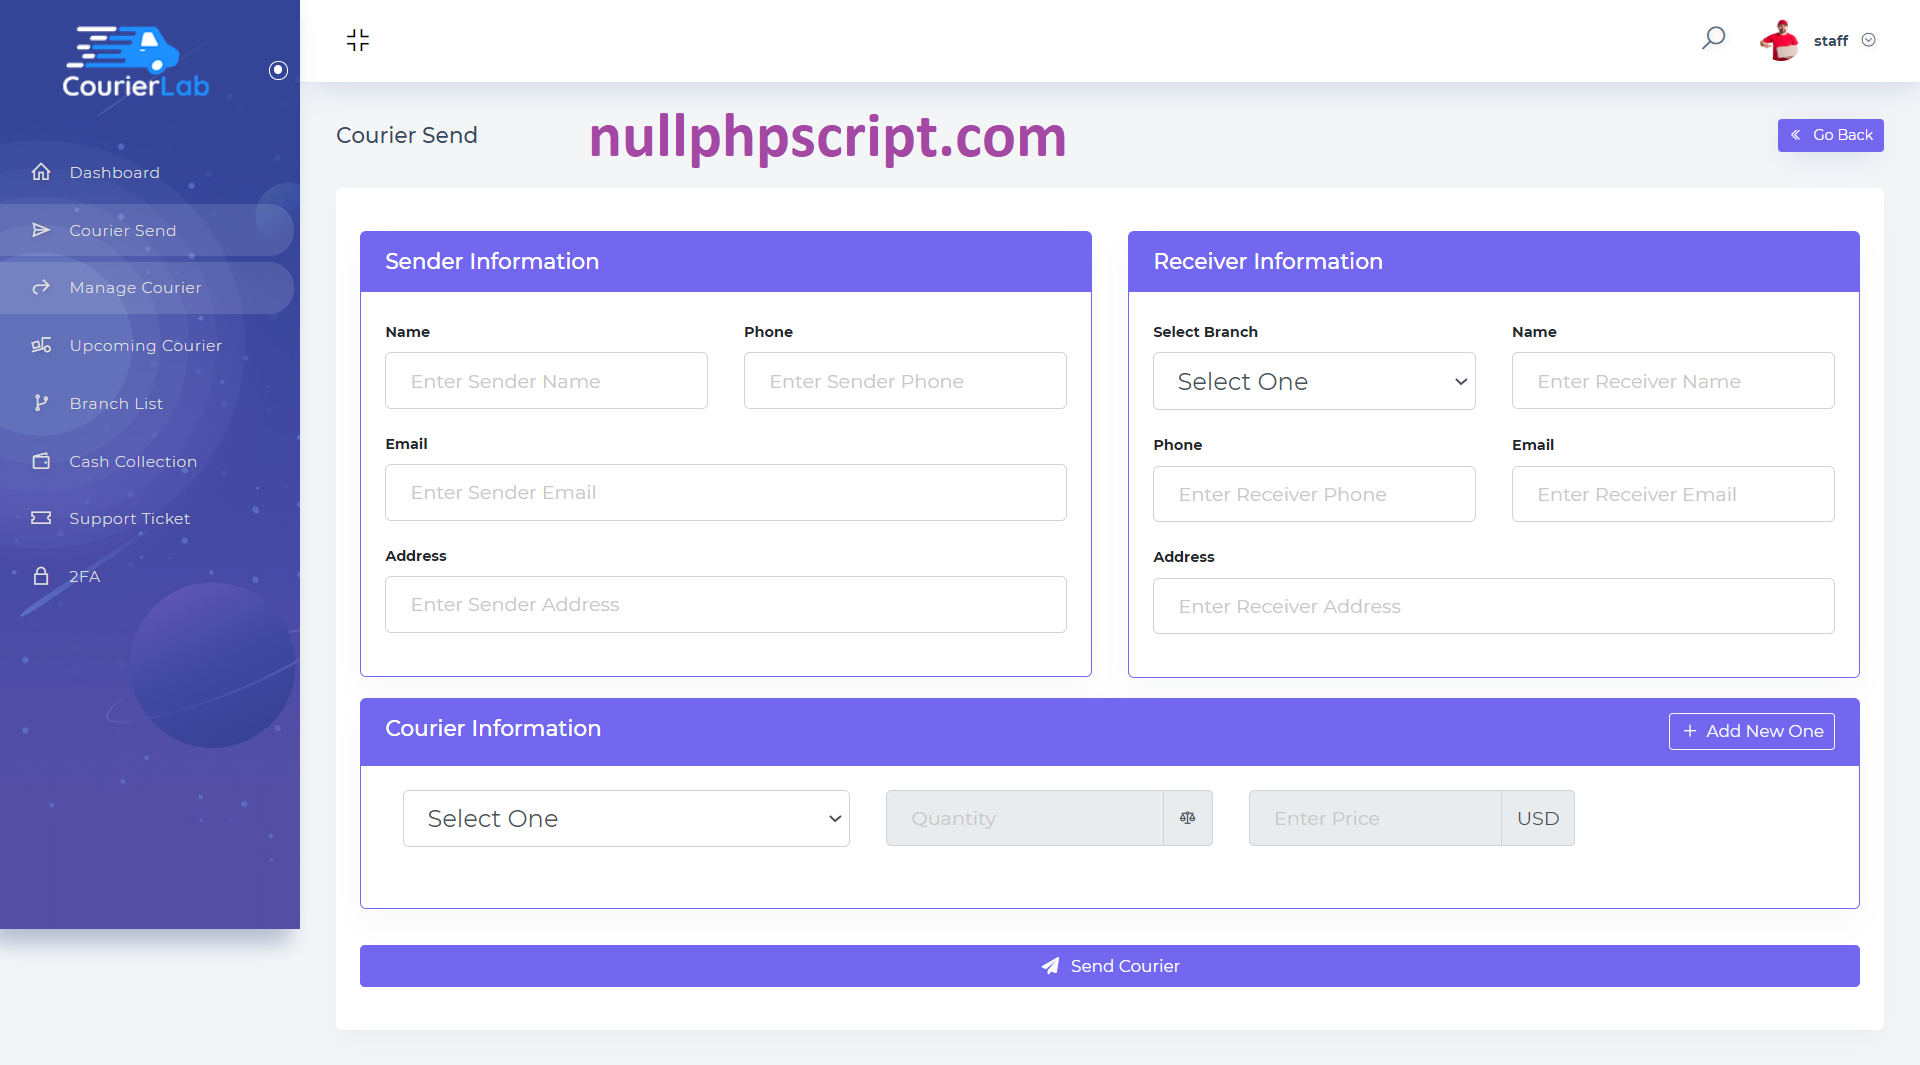 CourierLab
staff
Courier Send
nullphpscript.com
Go Back
Dashboard
Courier Send
Manage Courier
Upcoming Courier
Branch List
Cash Collection
Support Ticket
2FA
Sender Information
Name
Phone
Enter Sender Name
Enter Sender Phone
Email
Enter Sender Email
Address
Enter Sender Address
Receiver Information
Select Branch
Name
Select One
Enter Receiver Name
Phone
Email
Enter Receiver Phone
Enter Receiver Email
Address
Enter Receiver Address
Courier Information
Add New One
Select One
Quantity
Enter Price
USD
Send Courier